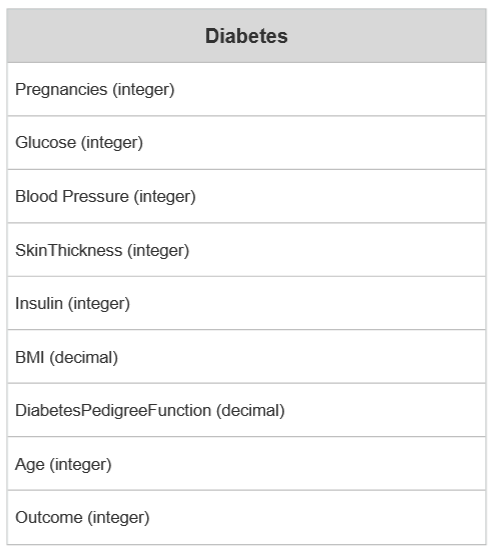 Diabetes
Pregnancies (integer)
Glucose (integer)
Blood Pressure (integer)
SkinThickness (integer)
Insulin (integer)
BMI (decimal)
DiabetesPedigreeFunction (decimal)
Age (integer)
Outcome (integer)